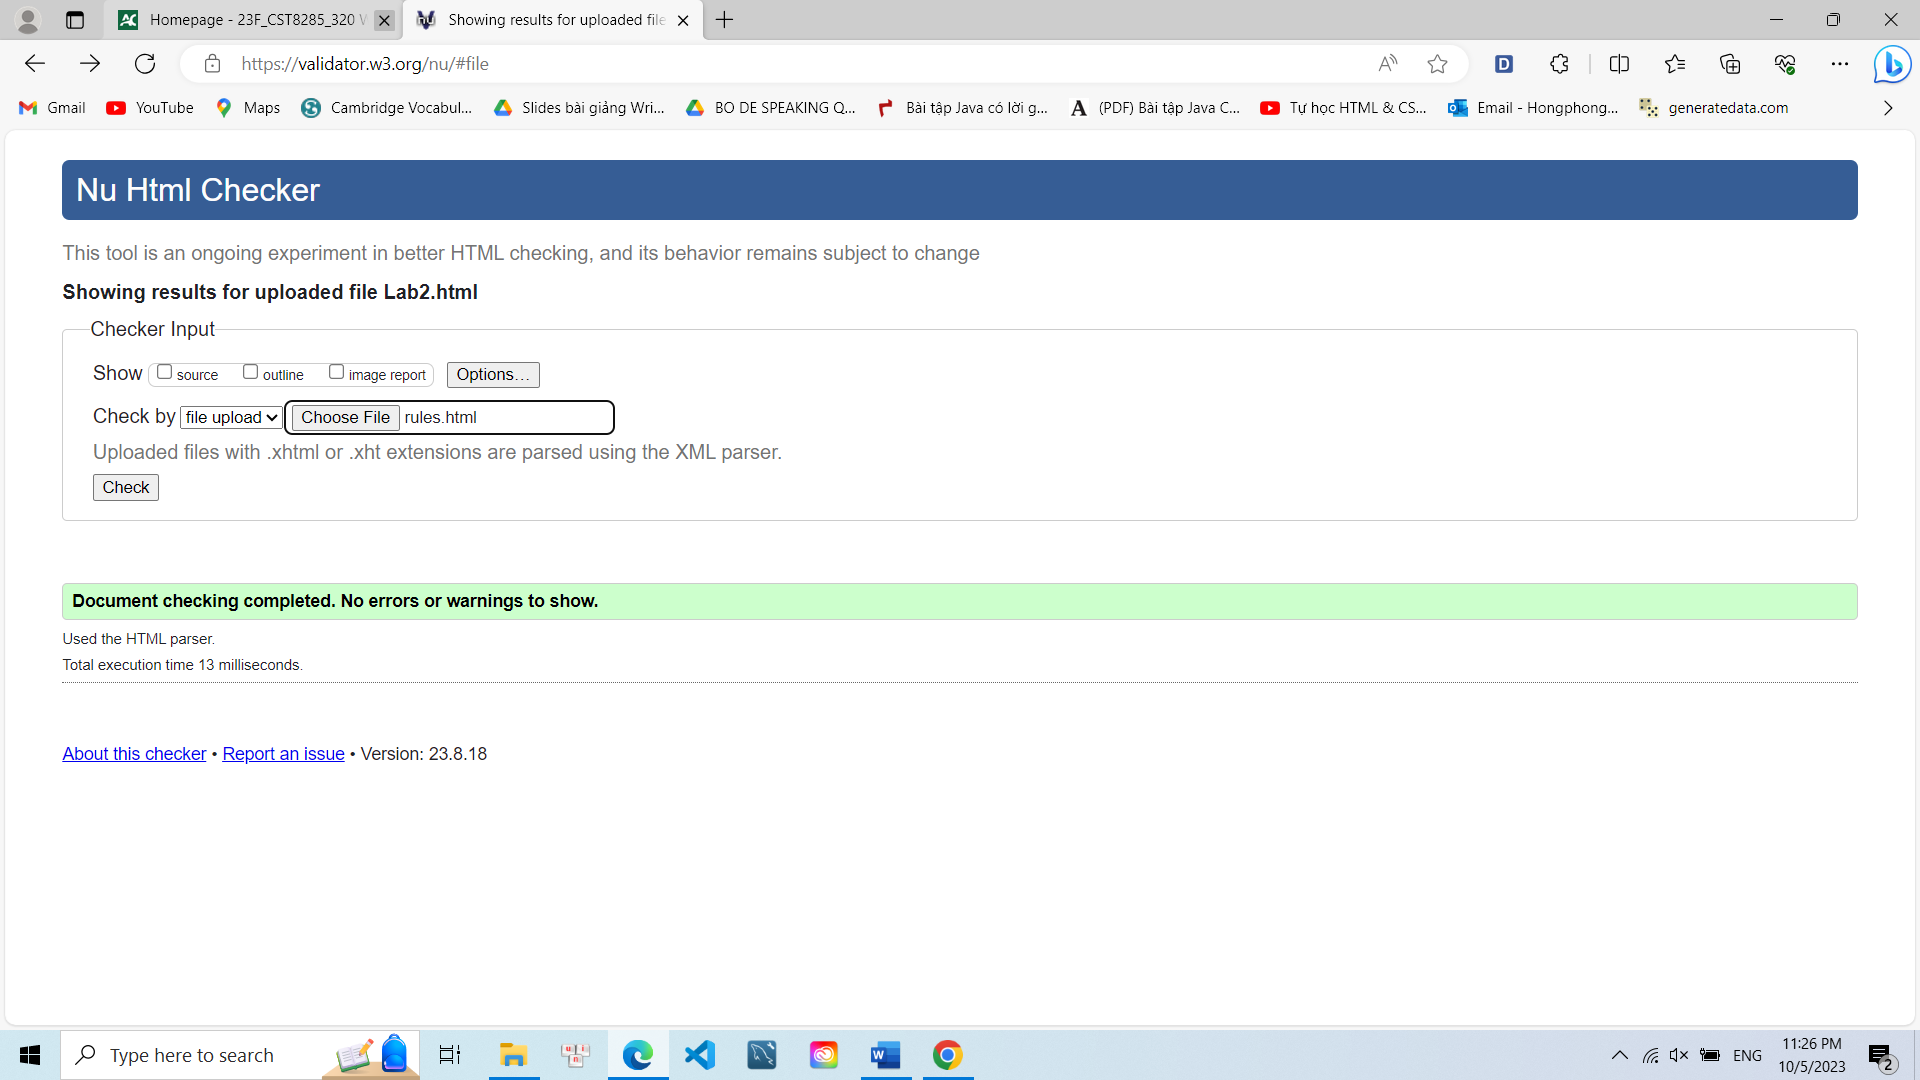 Homepage - 23F_CST8285_320 W
Showing results for uploaded file
https://validator.w3.org/nu/#file
Gmail
YouTube
Maps
Cambridge Vocabul...
Slides bài giảng Wri...
BO DE SPEAKING Q...
Bài tập Java có lời g...
(PDF) Bài tập Java C...
Tự học HTML & CS...
Email - Hongphong...
generatedata.com
Nu Html Checker
This tool is an ongoing experiment in better HTML checking, and its behavior remains subject to change
Showing results for uploaded file Lab2.html
Checker Input
Show source outline image report Options...
Check by file upload Choose File rules.html
Uploaded files with .xhtml or .xht extensions are parsed using the XML parser.
Check
Document checking completed. No errors or warnings to show.
Used the HTML parser.
Total execution time 13 milliseconds.
About this checker • Report an issue • Version: 23.8.18
Type here to search
ENG
11:26 PM
10/5/2023
2